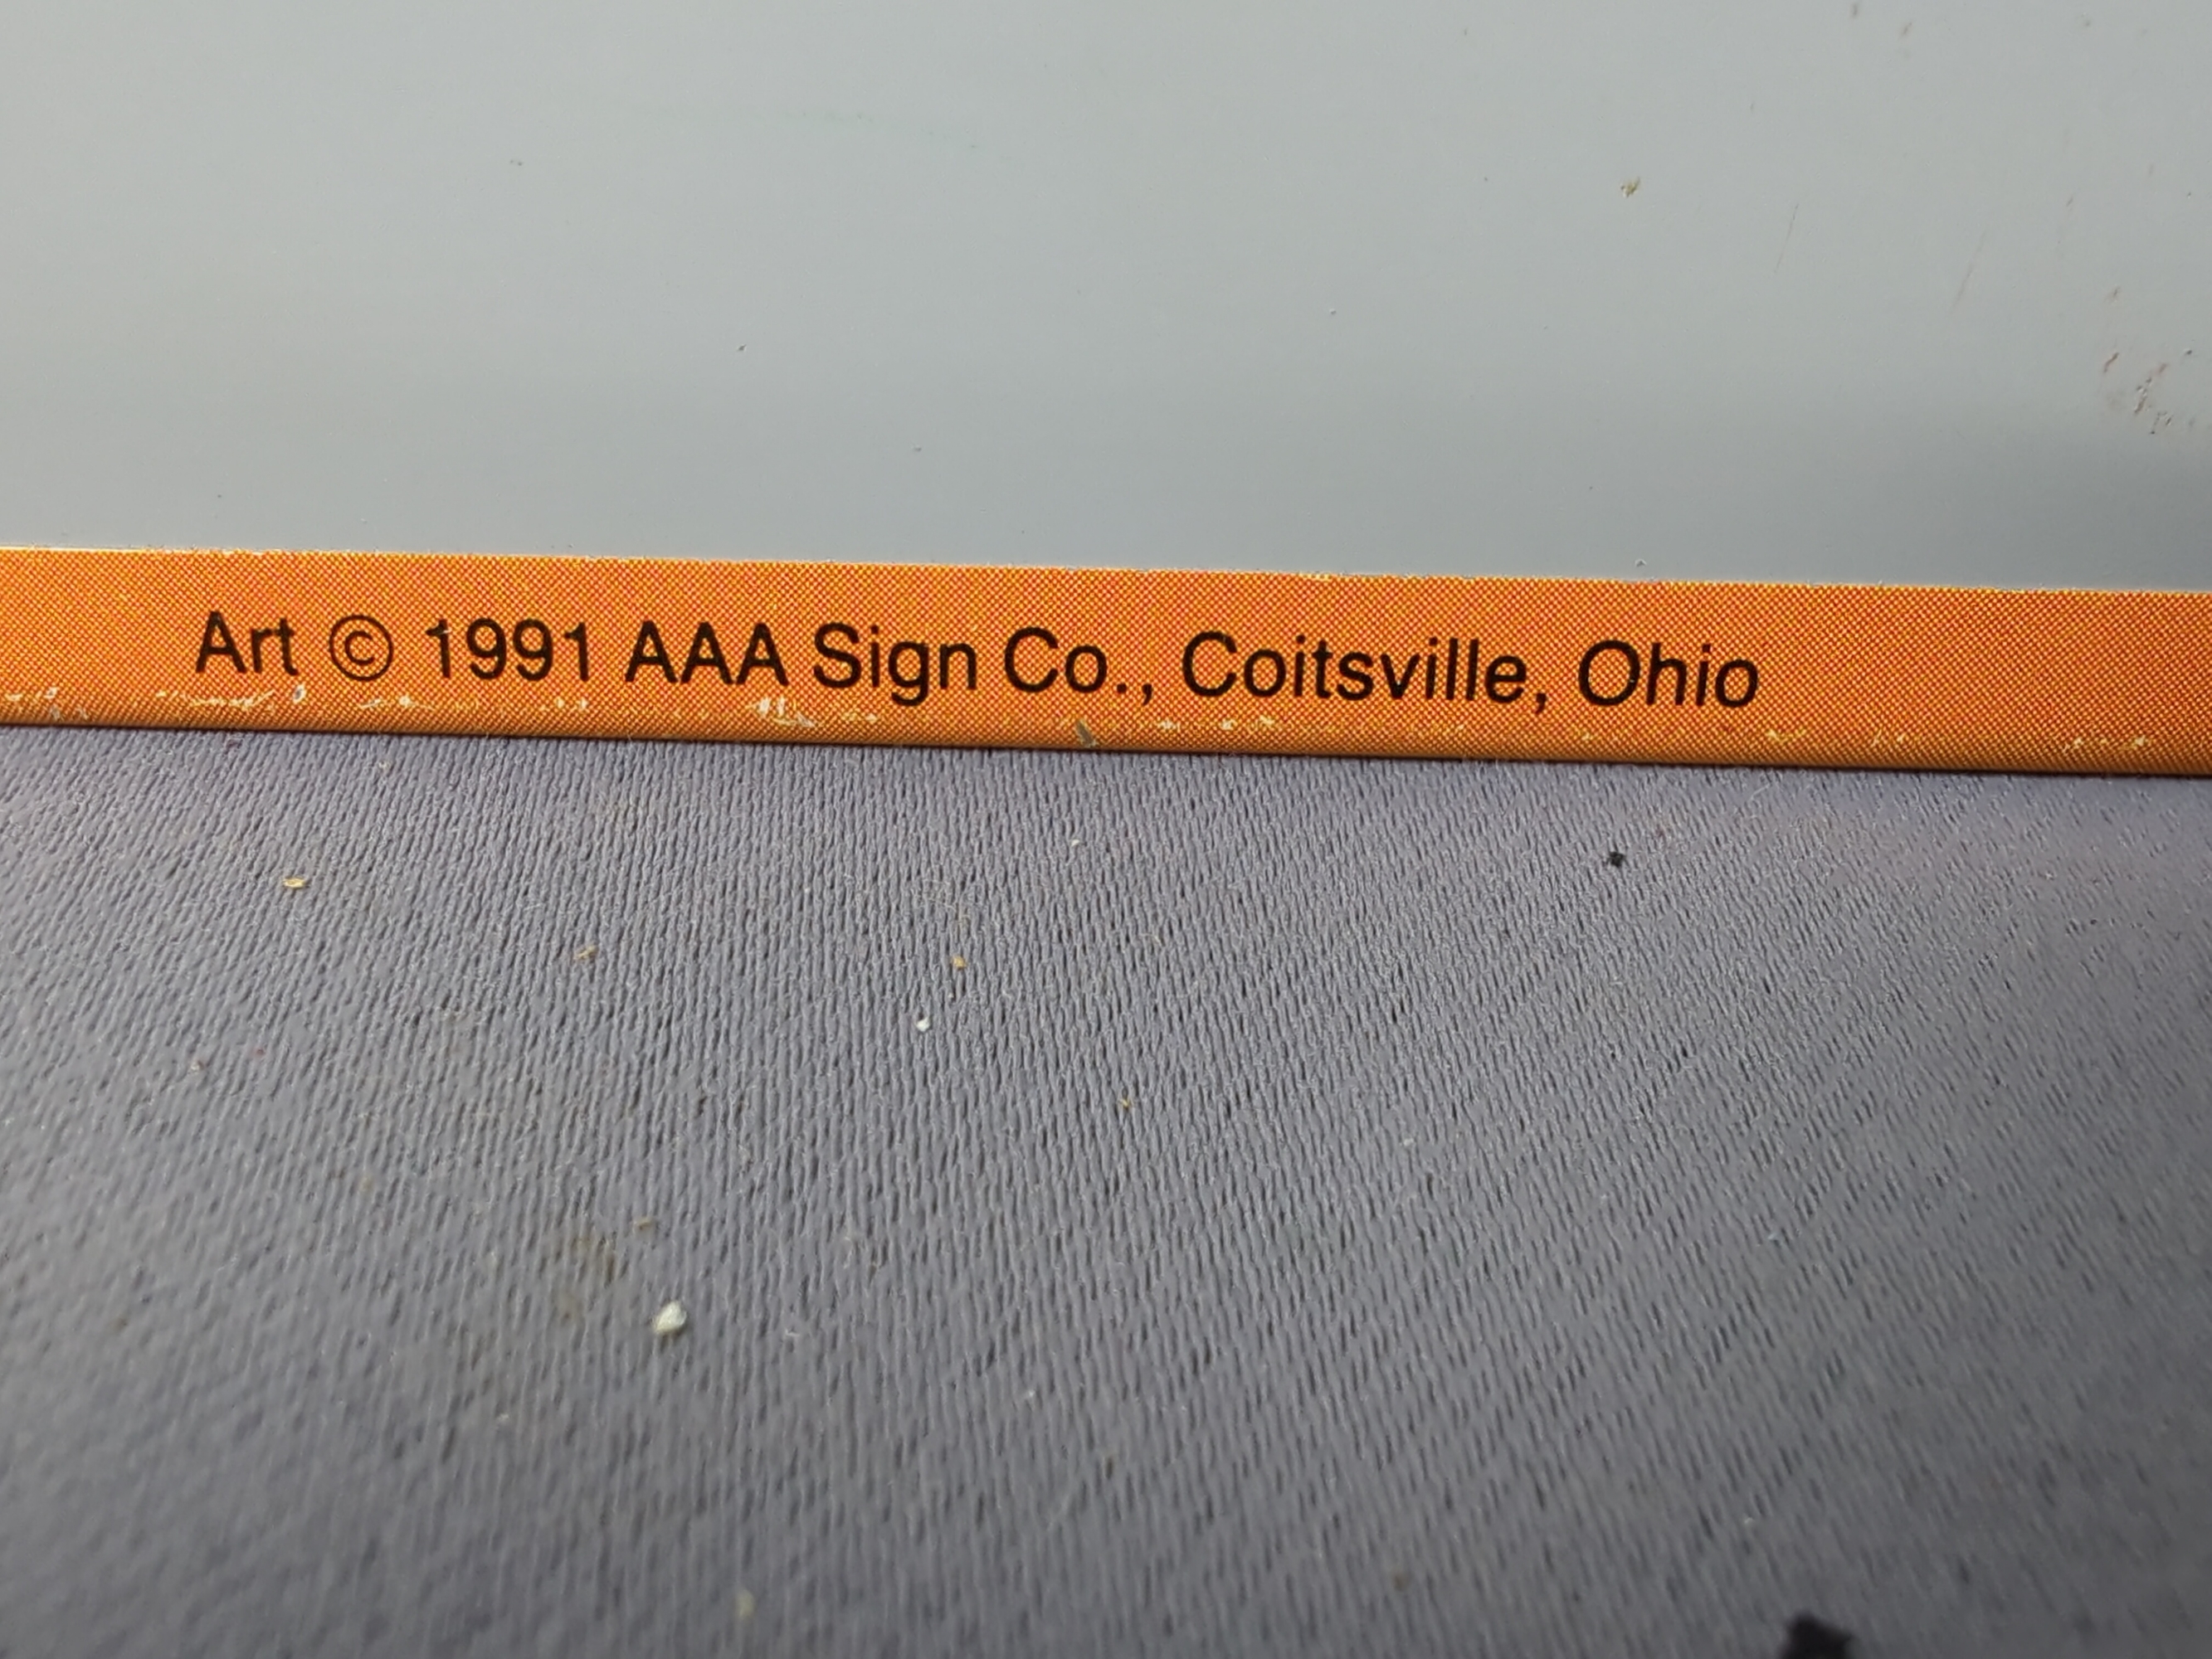 Art © 1991 AAA Sign Co., Coitsville, Ohio